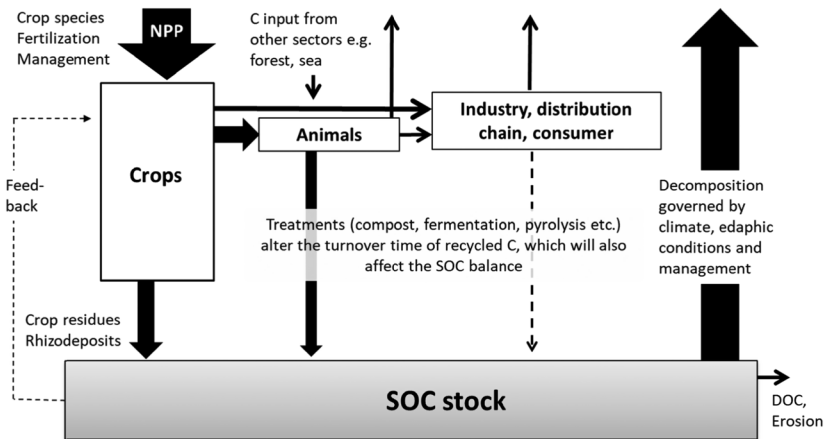 Crop species
Fertilization
Management
NPP
C input from
other sectors e.g.
forest, sea
Industry, distribution
chain, consumer
Animals
Crops
Feed-
back
Treatments (compost, fermentation, pyrolysis etc.)
alter the turnover time of recycled C, which will also
affect the SOC balance
Decomposition
governed by
climate, edaphic
conditions and
management
Crop residues
Rhizodeposits
SOC stock
DOC,
Erosion